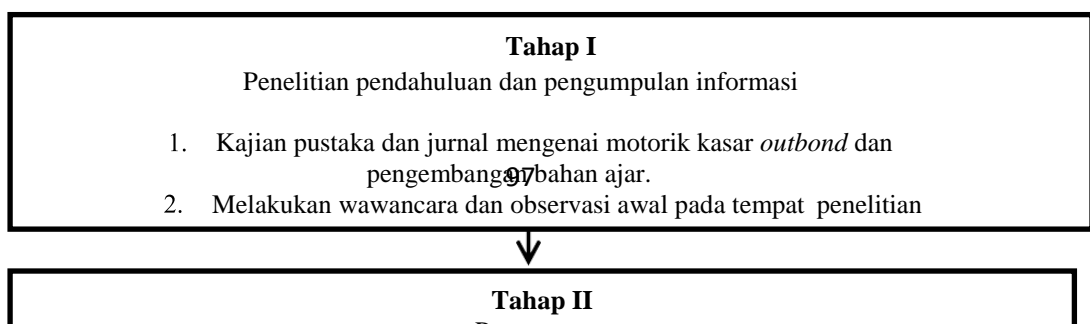 Tahap I
Penelitian pendahuluan dan pengumpulan informasi
1. Kajian pustaka dan jurnal mengenai motorik kasar outbond dan
pengembangan bahan ajar.
97
2. Melakukan wawancara dan observasi awal pada tempat penelitian
Tahap II